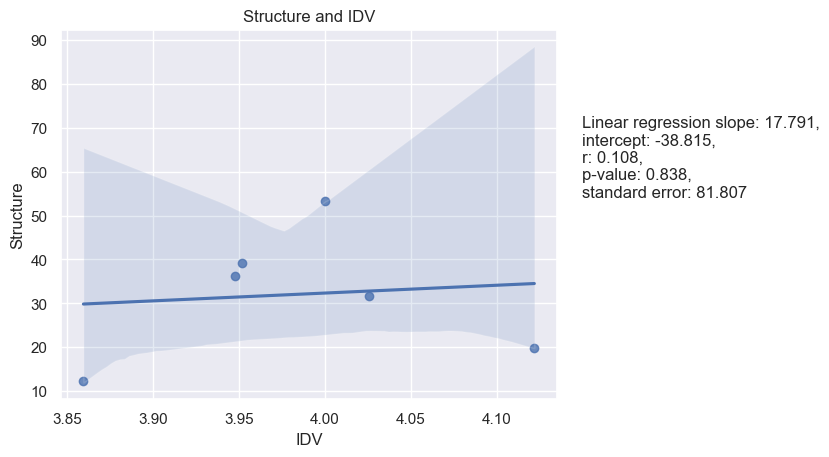 Structure and IDV
90
80
70
60
50
40
30
20
10
Structure
3.85
3.90
3.95
4.00
4.05
4.10
IDV
Linear regression slope: 17.791,
intercept: -38.815,
r: 0.108,
p-value: 0.838,
standard error: 81.807